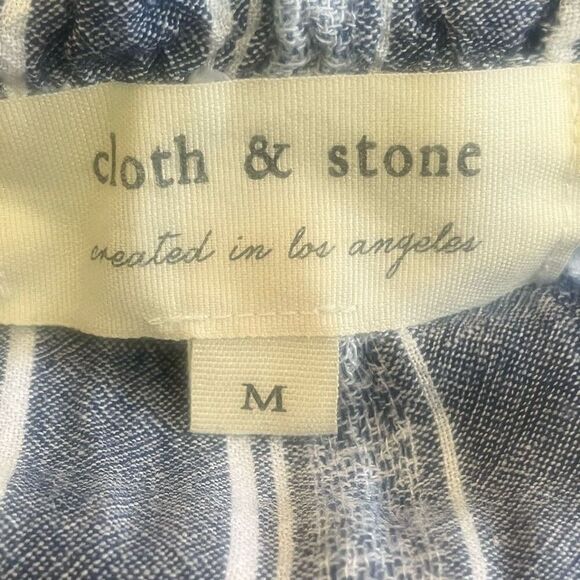 cloth & stone
created in los angeles
M